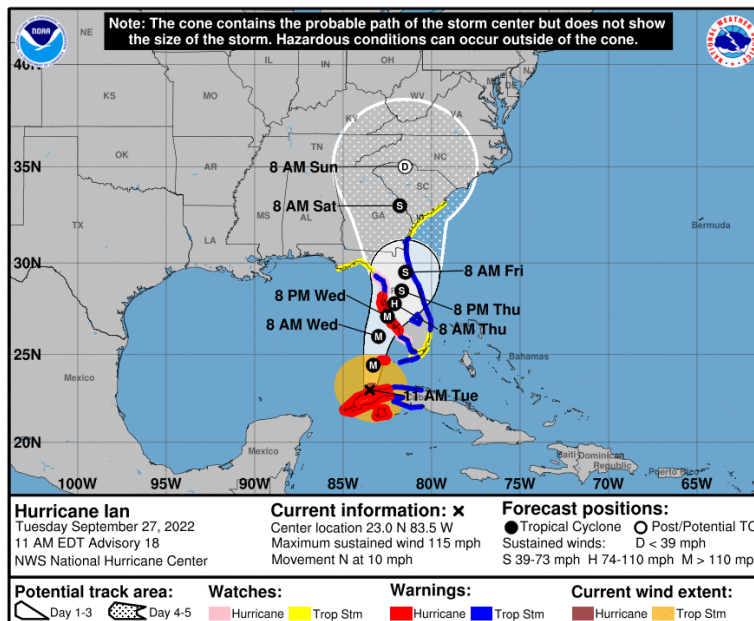 Note: The cone contains the probable path of the storm center but does not show
the size of the storm. Hazardous conditions can occur outside of the cone.
NOAA
NE
IL
IN
OH
40N
KS
MO
WV
VA
KY
8 AM Sun
D
NC
TN
35N
OK
AR
SC
8 AM Sat
S
GA
TX
MS
AL
Bermuda
LA
30N
S
8 AM Fri
8 PM Wed
S
8 PM Thu
H
M
8 AM Thu
8 AM Wed
M
25N
M
Mexico
Bahamas
11 AM Tue
20N
Mexico
Haiti
Dominican
Republic
Puerto Rico
100W
95W
90W
85W
80W
75W
70W
65W
Hurricane Ian
Tuesday September 27, 2022
11 AM EDT Advisory 18
NWS National Hurricane Center
Current information: ×
Center location 23.0 N 83.5 W
Maximum sustained wind 115 mph
Movement N at 10 mph
Forecast positions:
Tropical Cyclone Post/Potential TC
Sustained winds: D < 39 mph
S 39-73 mph H 74-110 mph M > 110 mph
Potential track area:
Day 1-3 Day 4-5
Watches:
Hurricane Trop Stm
Warnings:
Hurricane Trop Stm
Current wind extent:
Hurricane Trop Stm